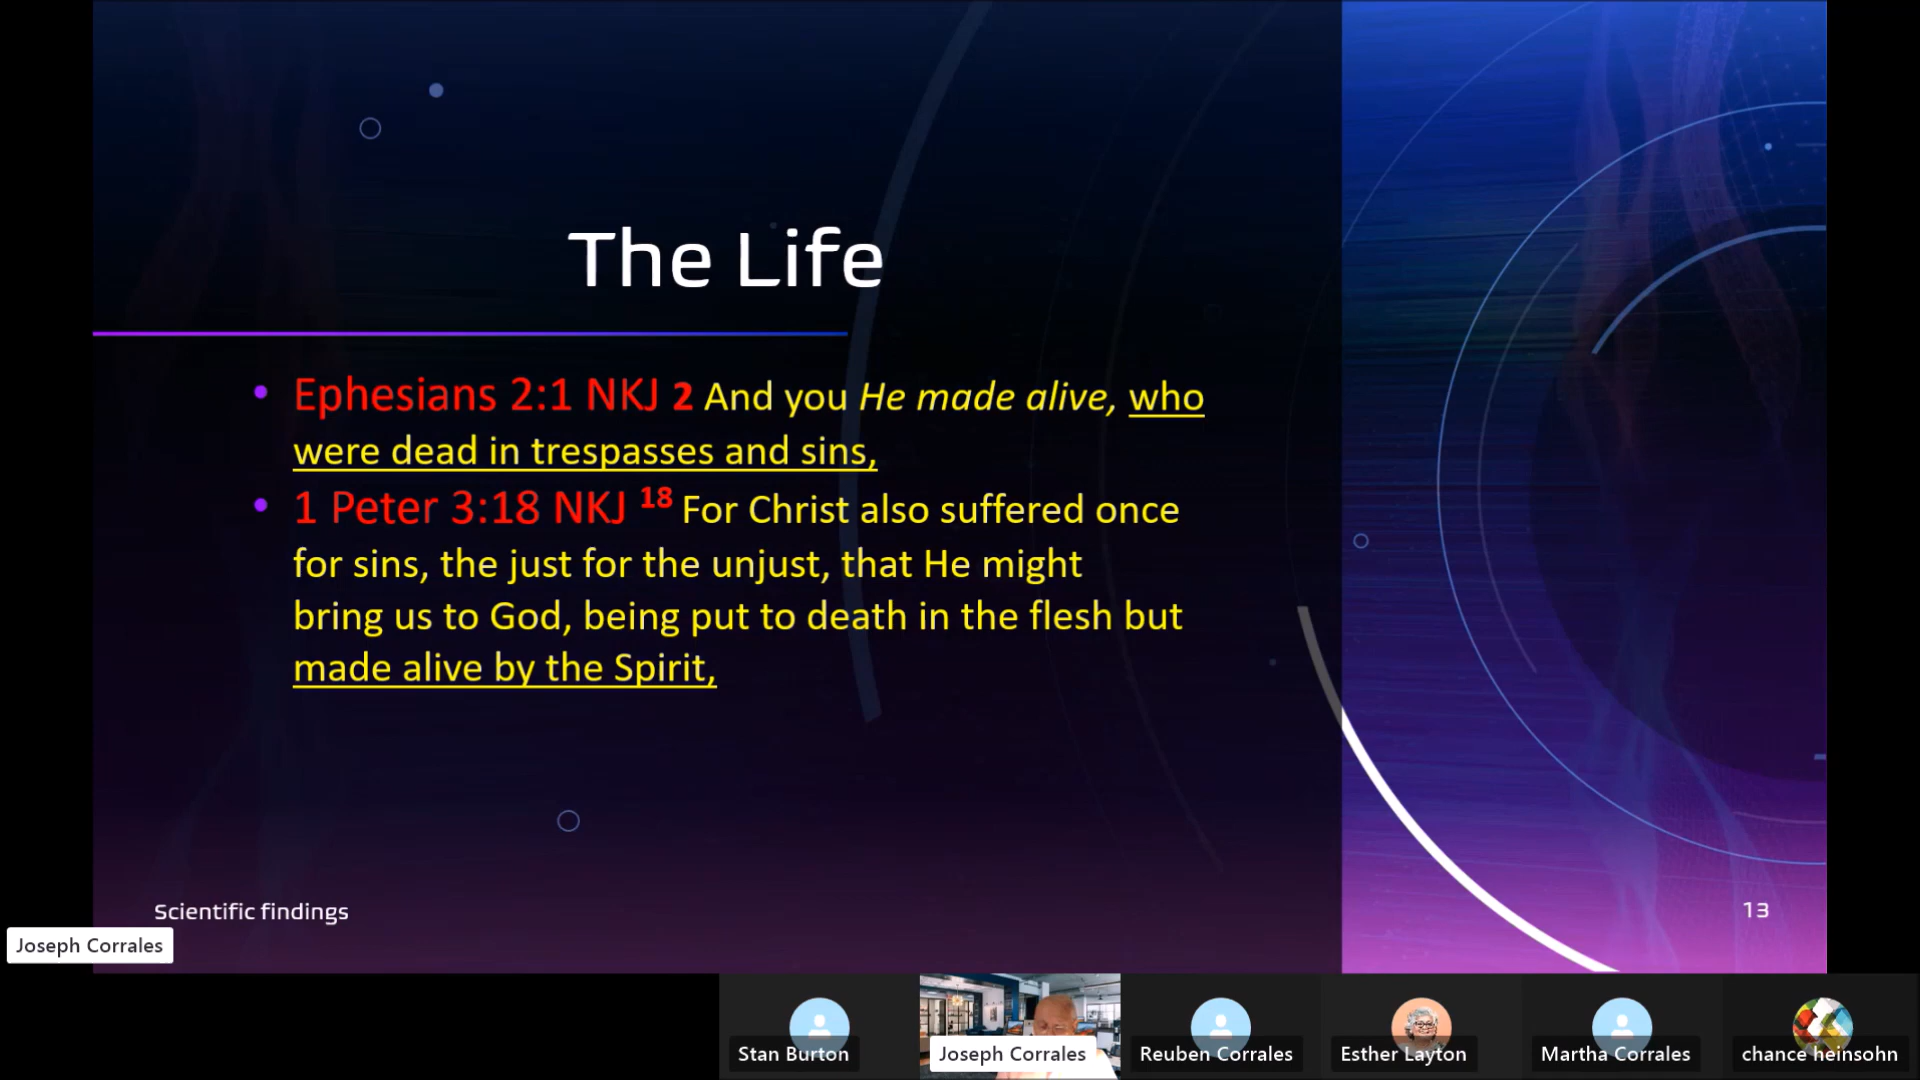 The Life
• Ephesians 2:1 NKJ 2 And you He made alive, who
were dead in trespasses and sins,
• 1 Peter 3:18 NKJ 18 For Christ also suffered once
for sins, the just for the unjust, that He might
bring us to God, being put to death in the flesh but
made alive by the Spirit,
Scientific findings
13
Joseph Corrales
Stan Burton
Joseph Corrales
Reuben Corrales
Esther Layton
Martha Corrales
chance heinsohn